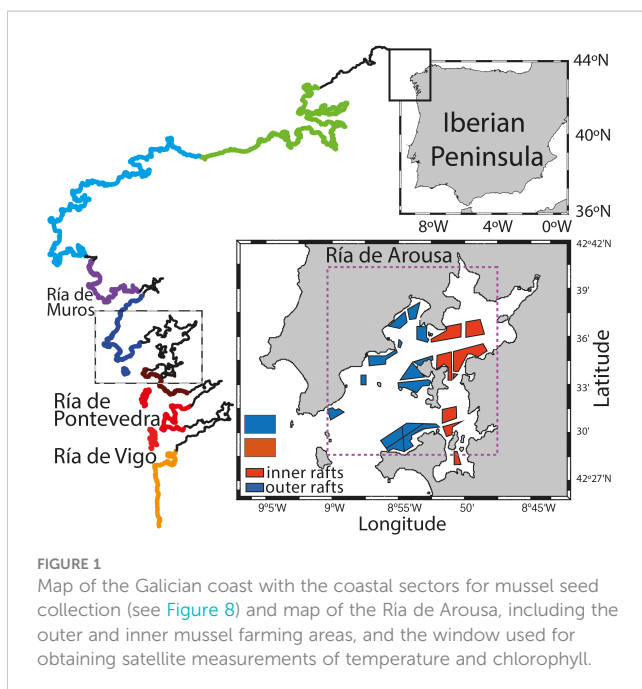 44ºN
Iberian
Peninsula
40ºN
36ºN
8ºW
4ºW
0ºW
Ría de
Muros
Ría de
Pontevedra
Ría de Vigo
Ría de Arousa
42º42'N
39'
36'
33'
30'
42º27'N
Latitude
inner rafts
outer rafts
9º5'W
9ºW
8º55'W
50'
8º45'W
Longitude
FIGURE 1
Map of the Galician coast with the coastal sectors for mussel seed
collection (see Figure 8) and map of the Ría de Arousa, including the
outer and inner mussel farming areas, and the window used for
obtaining satellite measurements of temperature and chlorophyll.